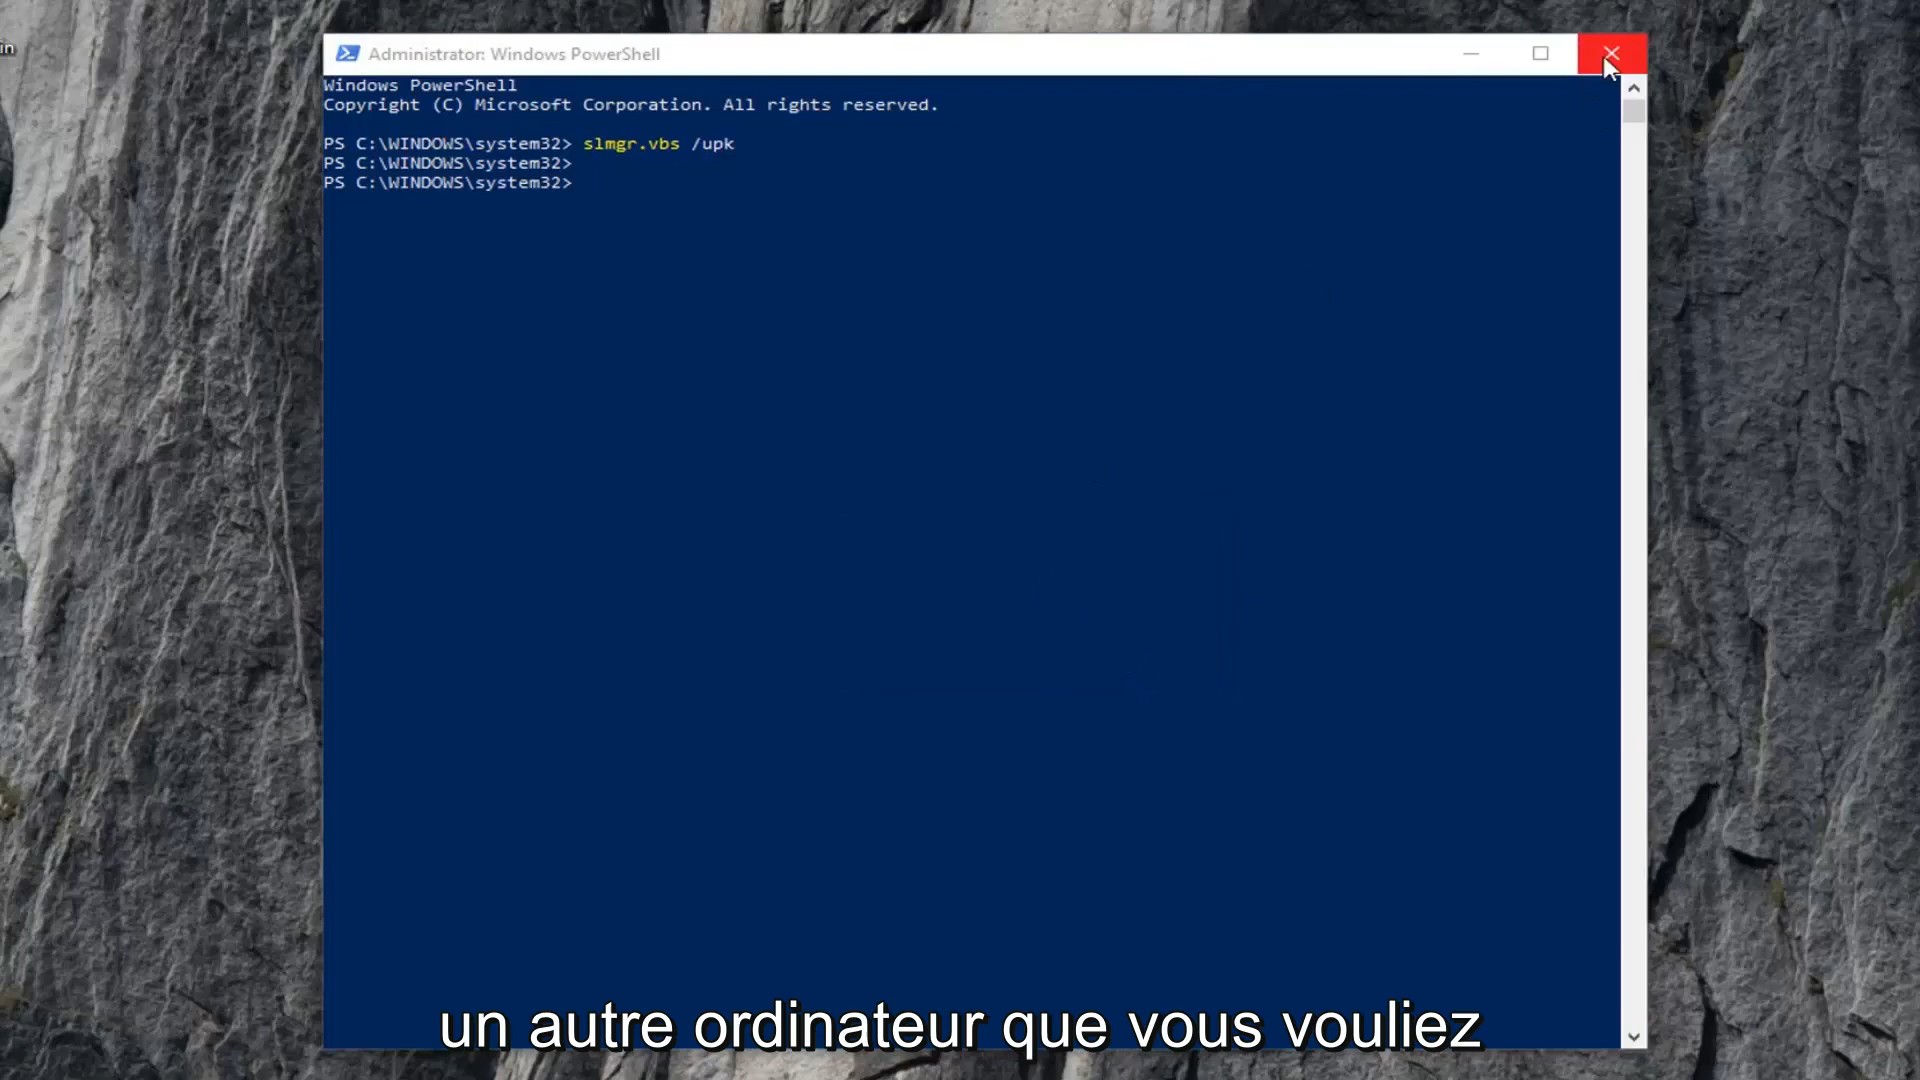 in
Administrator: Windows PowerShell
Windows PowerShell
Copyright (C) Microsoft Corporation. All rights reserved.
PS C:\WINDOWS\system32> slmgr.vbs /upk
PS C:\WINDOWS\system32>
PS C:\WINDOWS\system32>
un autre ordinateur que vous vouliez